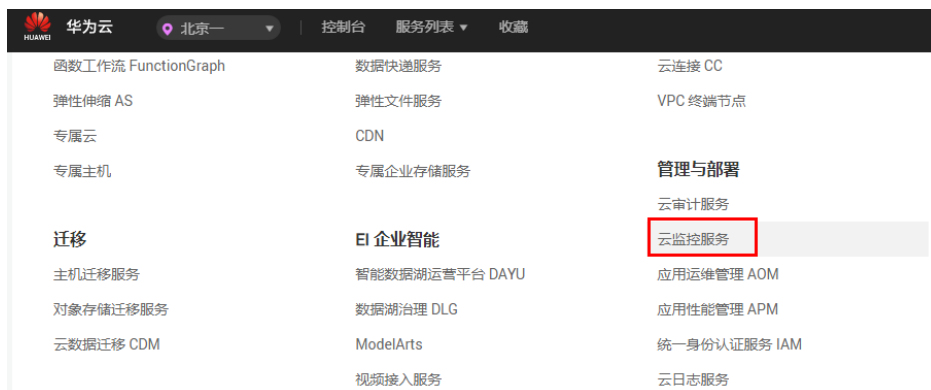 HUAWEI 华为云 北京一 控制台 服务列表 收藏
函数工作流 FunctionGraph
弹性伸缩 AS
专属云
专属主机
迁移
主机迁移服务
对象存储迁移服务
云数据迁移 CDM
数据快递服务
弹性文件服务
CDN
专属企业存储服务
EI 企业智能
智能数据湖运营平台 DAYU
数据湖治理 DLG
ModelArts
视频接入服务
云连接 CC
VPC 终端节点
管理与部署
云审计服务
云监控服务
应用运维管理 AOM
应用性能管理 APM
统一身份认证服务 IAM
云日志服务